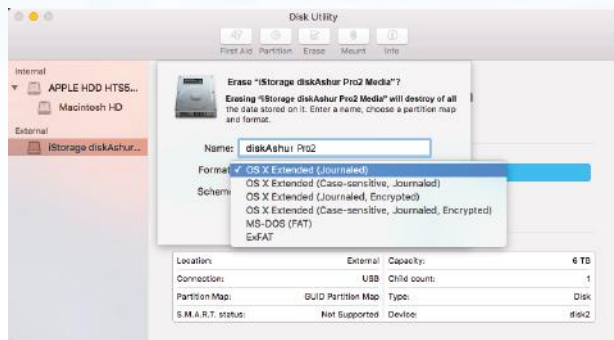 Disk Utility
First Aid Partition Erase Mount Info
Internal
APPLE HDD HTS5...
Macintosh HD
External
iStorage diskAshur...
Erase "iStorage diskAshur Pro2 Media"?
Erasing "iStorage diskAshur Pro2 Media" will destroy of all
the data stored on it. Enter a name, choose a partition map
and format.
Name: diskAshur Pro2
Format ✓ OS X Extended (Journaled)
OS X Extended (Case-sensitive, Journaled)
Schem
OS X Extended (Journaled, Encrypted)
OS X Extended (Case-sensitive, Journaled, Encrypted)
MS-DOS (FAT)
ExFAT
Location: External Capacity: 6 TB
Connection: USB Child count: 1
Partition Map: GUID Partition Map Type: Disk
S.M.A.R.T. status: Not Supported Device: disk2